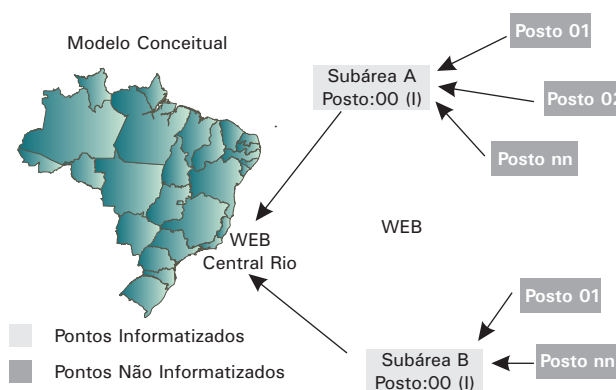 Modelo Conceitual
Posto 01
Subárea A
Posto:00 (I)
Posto 02
Posto nn
WEB
Central Rio
WEB
Posto 01
Pontos Informatizados
Subárea B
Posto:00 (I)
Posto nn
Pontos Não Informatizados